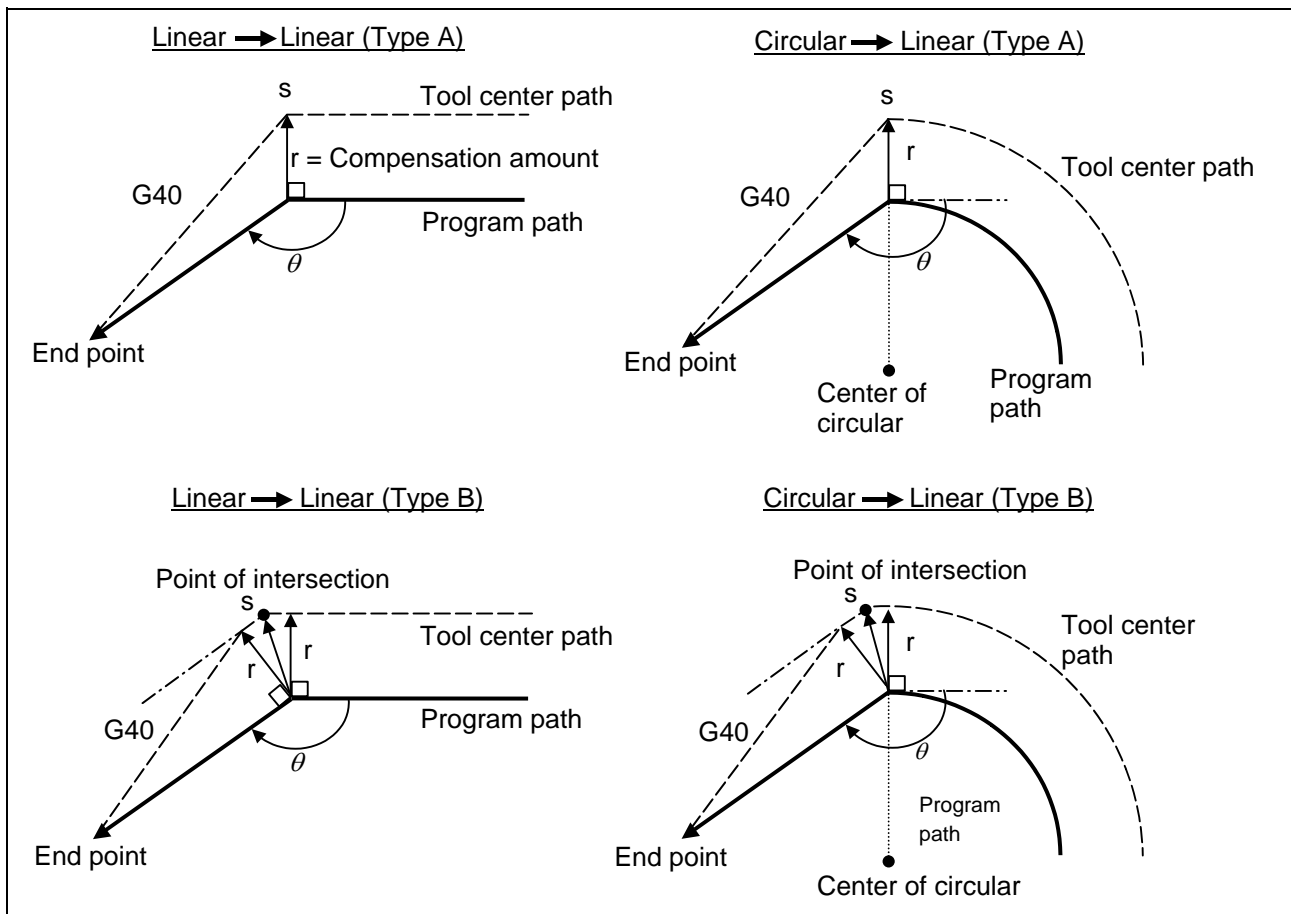 Linear → Linear (Type A)
s
Tool center path
r = Compensation amount
G40
Program path
θ
End point
Circular → Linear (Type A)
s
r
Tool center path
G40
θ
End point
Center of
circular
Program
path
Linear → Linear (Type B)
Point of intersection
s
Tool center path
r
r
Program path
G40
θ
End point
Circular → Linear (Type B)
Point of intersection
s
Tool center
path
r
r
G40
θ
Program
path
End point
Center of circular